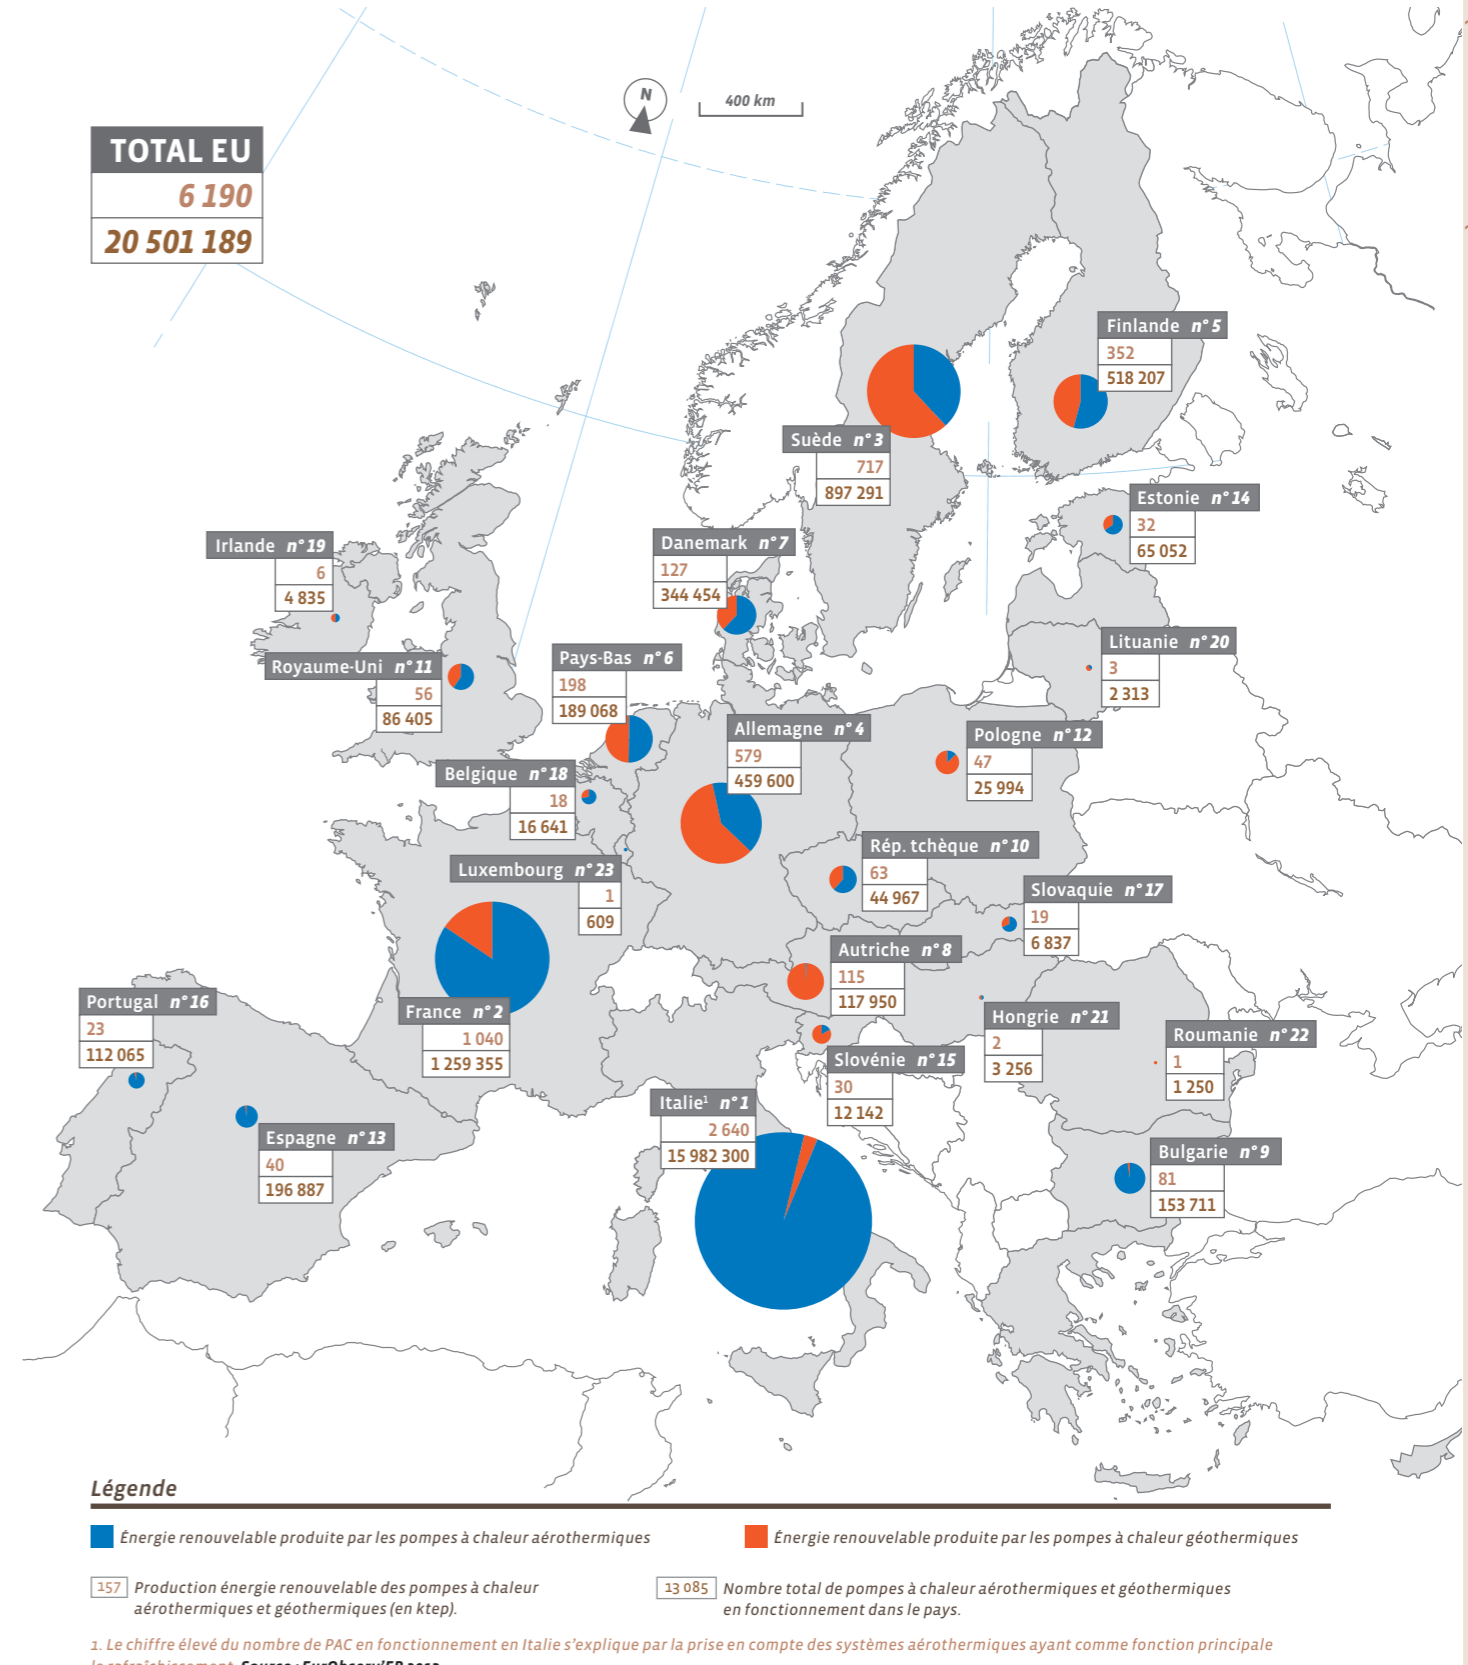 N
400 km
TOTAL EU
6 190
20 501 189
Finlande n° 5
352
518 207
Suède n° 3
717
897 291
Estonie n° 14
32
65 052
Irlande n° 19
6
4 835
Danemark n° 7
127
344 454
Lituanie n° 20
3
2 313
Royaume-Uni n° 11
56
86 405
Pays-Bas n° 6
198
189 068
Allemagne n° 4
579
459 600
Pologne n° 12
47
25 994
Belgique n° 18
18
16 641
Rép. tchèque n° 10
63
44 967
Luxembourg n° 23
1
609
Slovaquie n° 17
19
6 837
Autriche n° 8
115
117 950
Portugal n° 16
23
112 065
France n° 2
1 040
1 259 355
Hongrie n° 21
2
3 256
Roumanie n° 22
1
1 250
Slovénie n° 15
30
12 142
Italie¹ n° 1
2 640
15 982 300
Espagne n° 13
40
196 887
Bulgarie n° 9
81
153 711
Légende
Énergie renouvelable produite par les pompes à chaleur aérothermiques
Énergie renouvelable produite par les pompes à chaleur géothermiques
157 Production énergie renouvelable des pompes à chaleur
aérothermiques et géothermiques (en ktep).
13 085 Nombre total de pompes à chaleur aérothermiques et géothermiques
en fonctionnement dans le pays.
1. Le chiffre élevé du nombre de PAC en fonctionnement en Italie s'explique par la prise en compte des systèmes aérothermiques ayant comme fonction principale
le rafraîchissement. Source : EurObserv'ER 2013